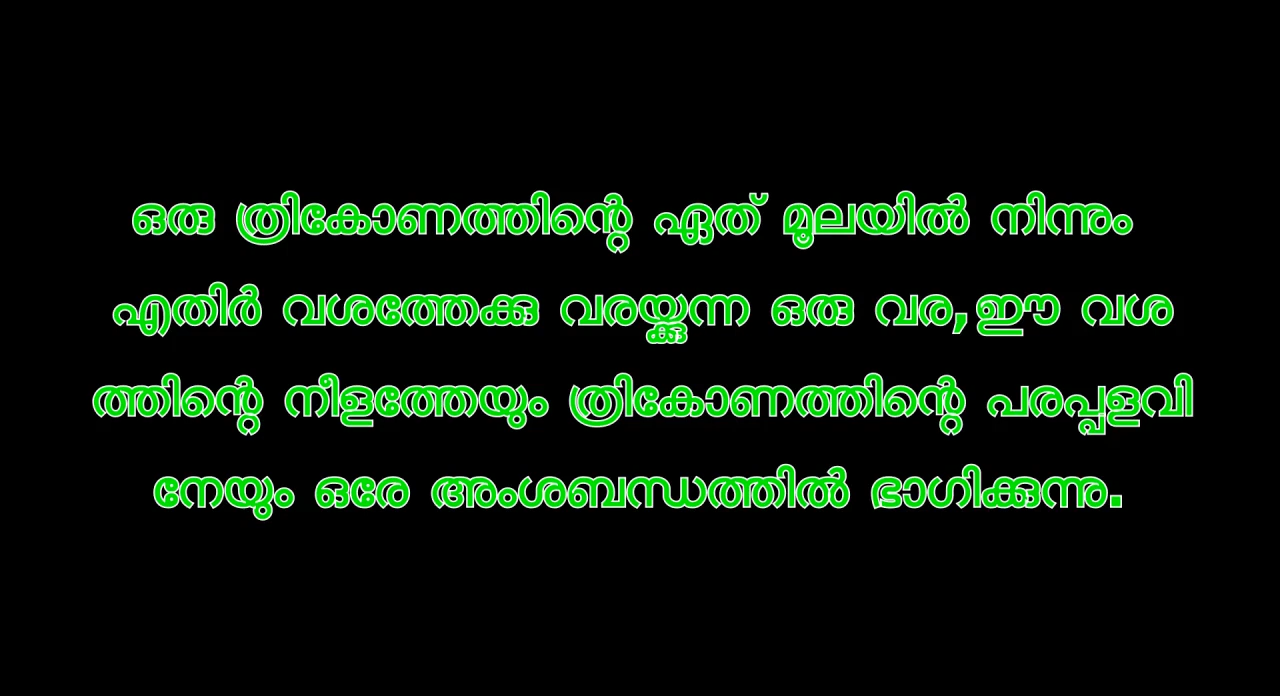 ഒരു ത്രികോണത്തിന്റെ ഏത് മൂലയിൽ നിന്നും
എതിർ വശത്തേക്കു വരയ്ക്കുന്ന ഒരു വര,ഈ വശ
ത്തിന്റെ നീളത്തേയും ത്രികോണത്തിന്റെ പരപ്പളവി
നേയും ഒരേ അംശബന്ധത്തിൽ ഭാഗിക്കുന്നു.